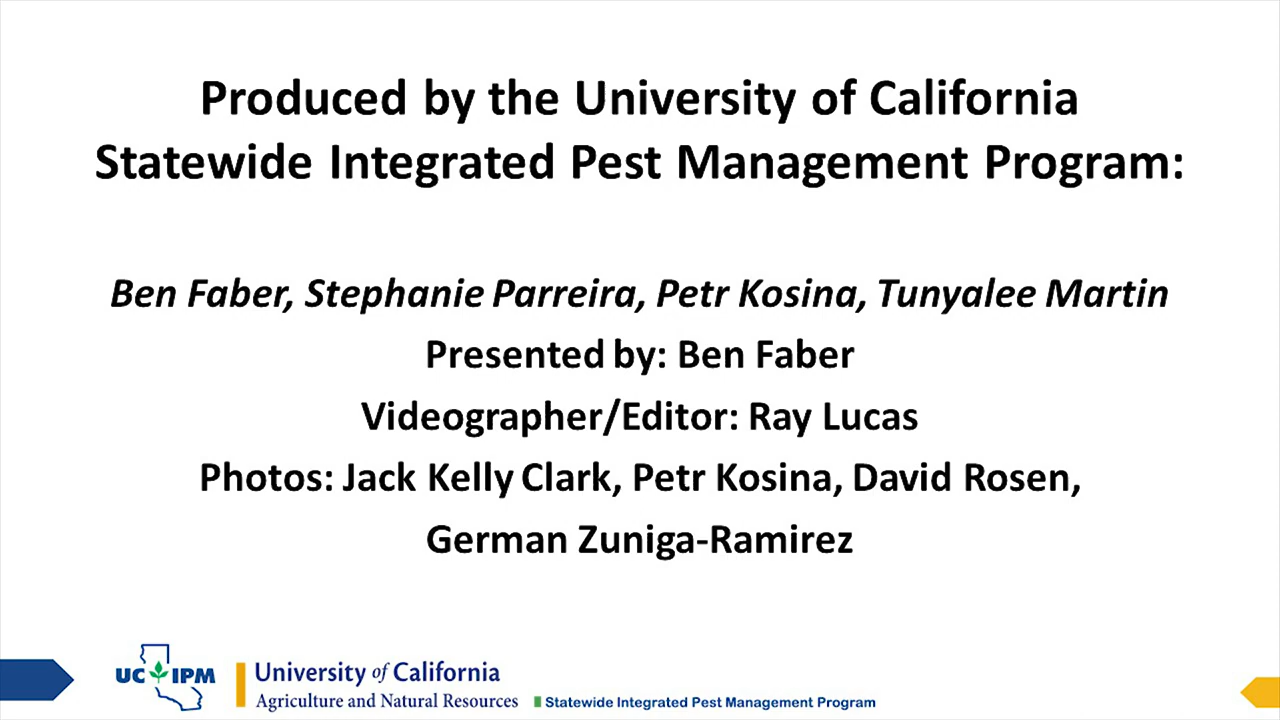 Produced by the University of California
Statewide Integrated Pest Management Program:
Ben Faber, Stephanie Parreira, Petr Kosina, Tunyalee Martin
Presented by: Ben Faber
Videographer/Editor: Ray Lucas
Photos: Jack Kelly Clark, Petr Kosina, David Rosen,
German Zuniga-Ramirez
UC IPM
University of California
Agriculture and Natural Resources
Statewide Integrated Pest Management Program